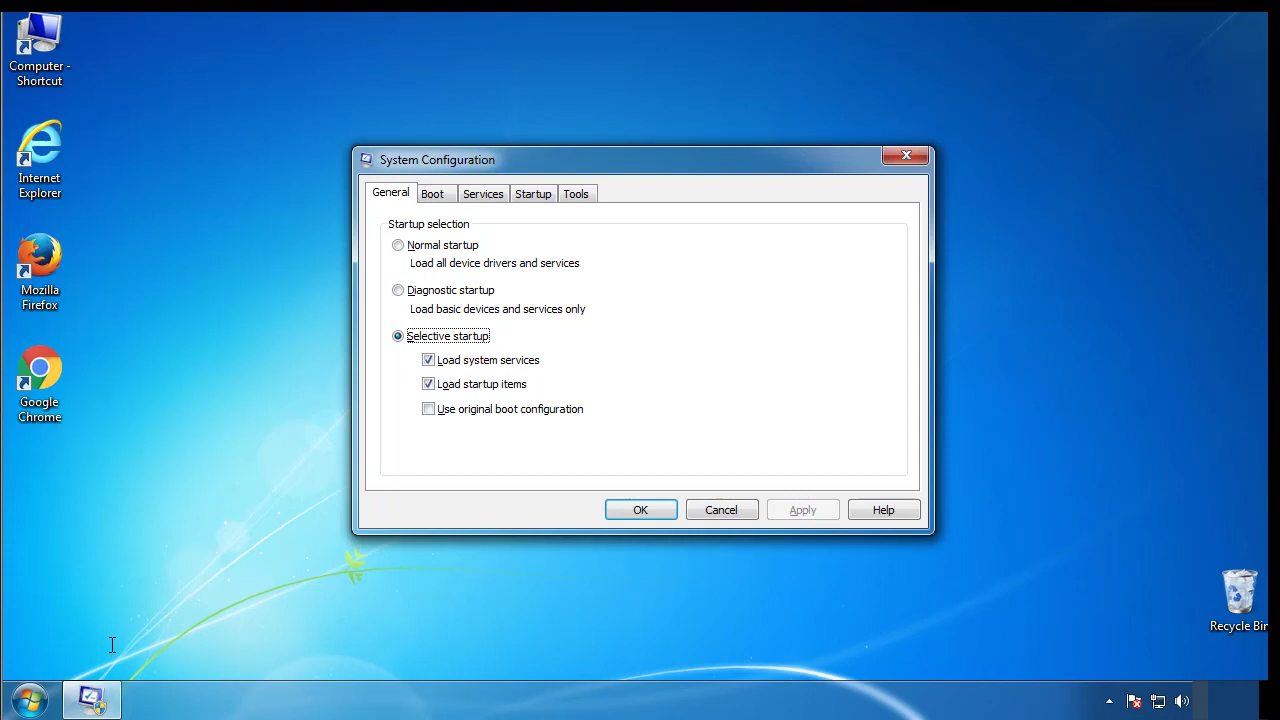 Computer -
Shortcut
Internet
Explorer
Mozilla
Firefox
Google
Chrome
System Configuration
General Boot Services Startup Tools
Startup selection
Normal startup
Load all device drivers and services
Diagnostic startup
Load basic devices and services only
Selective startup
Load system services
Load startup items
Use original boot configuration
OK Cancel Apply Help
Recycle Bin